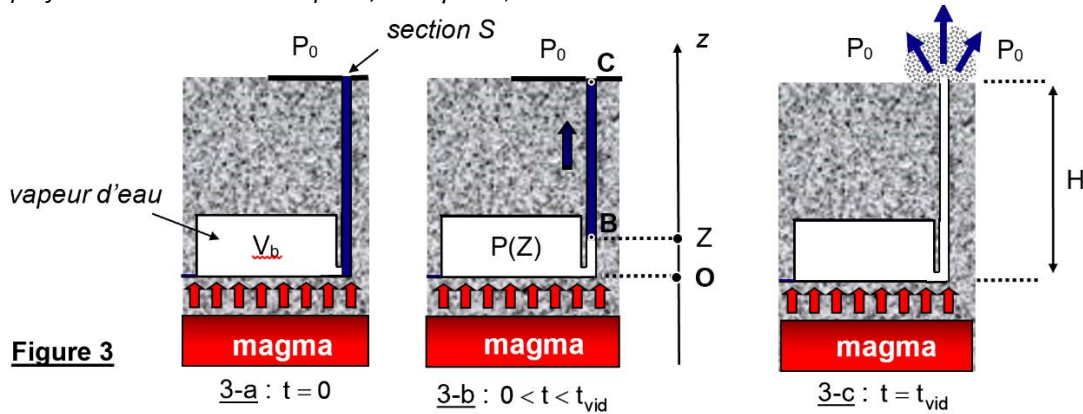 section S
P₀
P₀
C
z
P₀
P₀
vapeur d'eau
V_b
P(Z)
B
Z
O
H
magma
magma
magma
Figure 3
3-a : t = 0
3-b : 0 < t < t_vid
3-c : t = t_vid